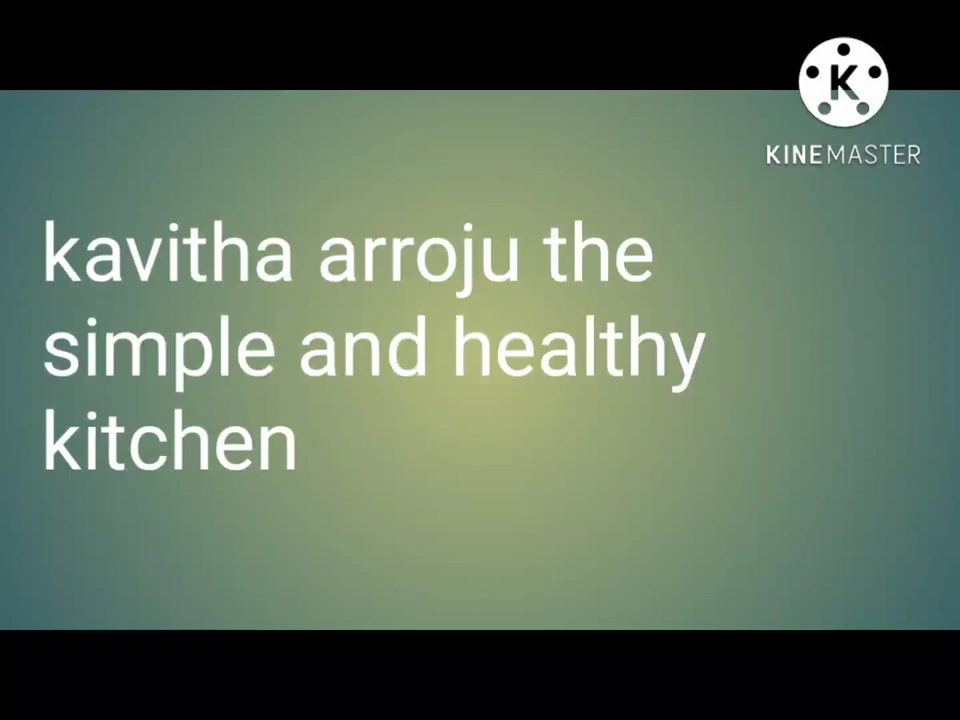 K
KINEMASTER
kavitha arroju the
simple and healthy
kitchen